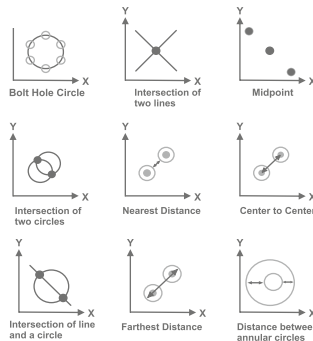 Y
X
Bolt Hole Circle
Y
X
Intersection of
two lines
Y
X
Midpoint
Y
X
Intersection of
two circles
Y
X
Nearest Distance
Y
X
Center to Center
Y
X
Intersection of line
and a circle
Y
X
Farthest Distance
Y
X
Distance betwee
annular circles